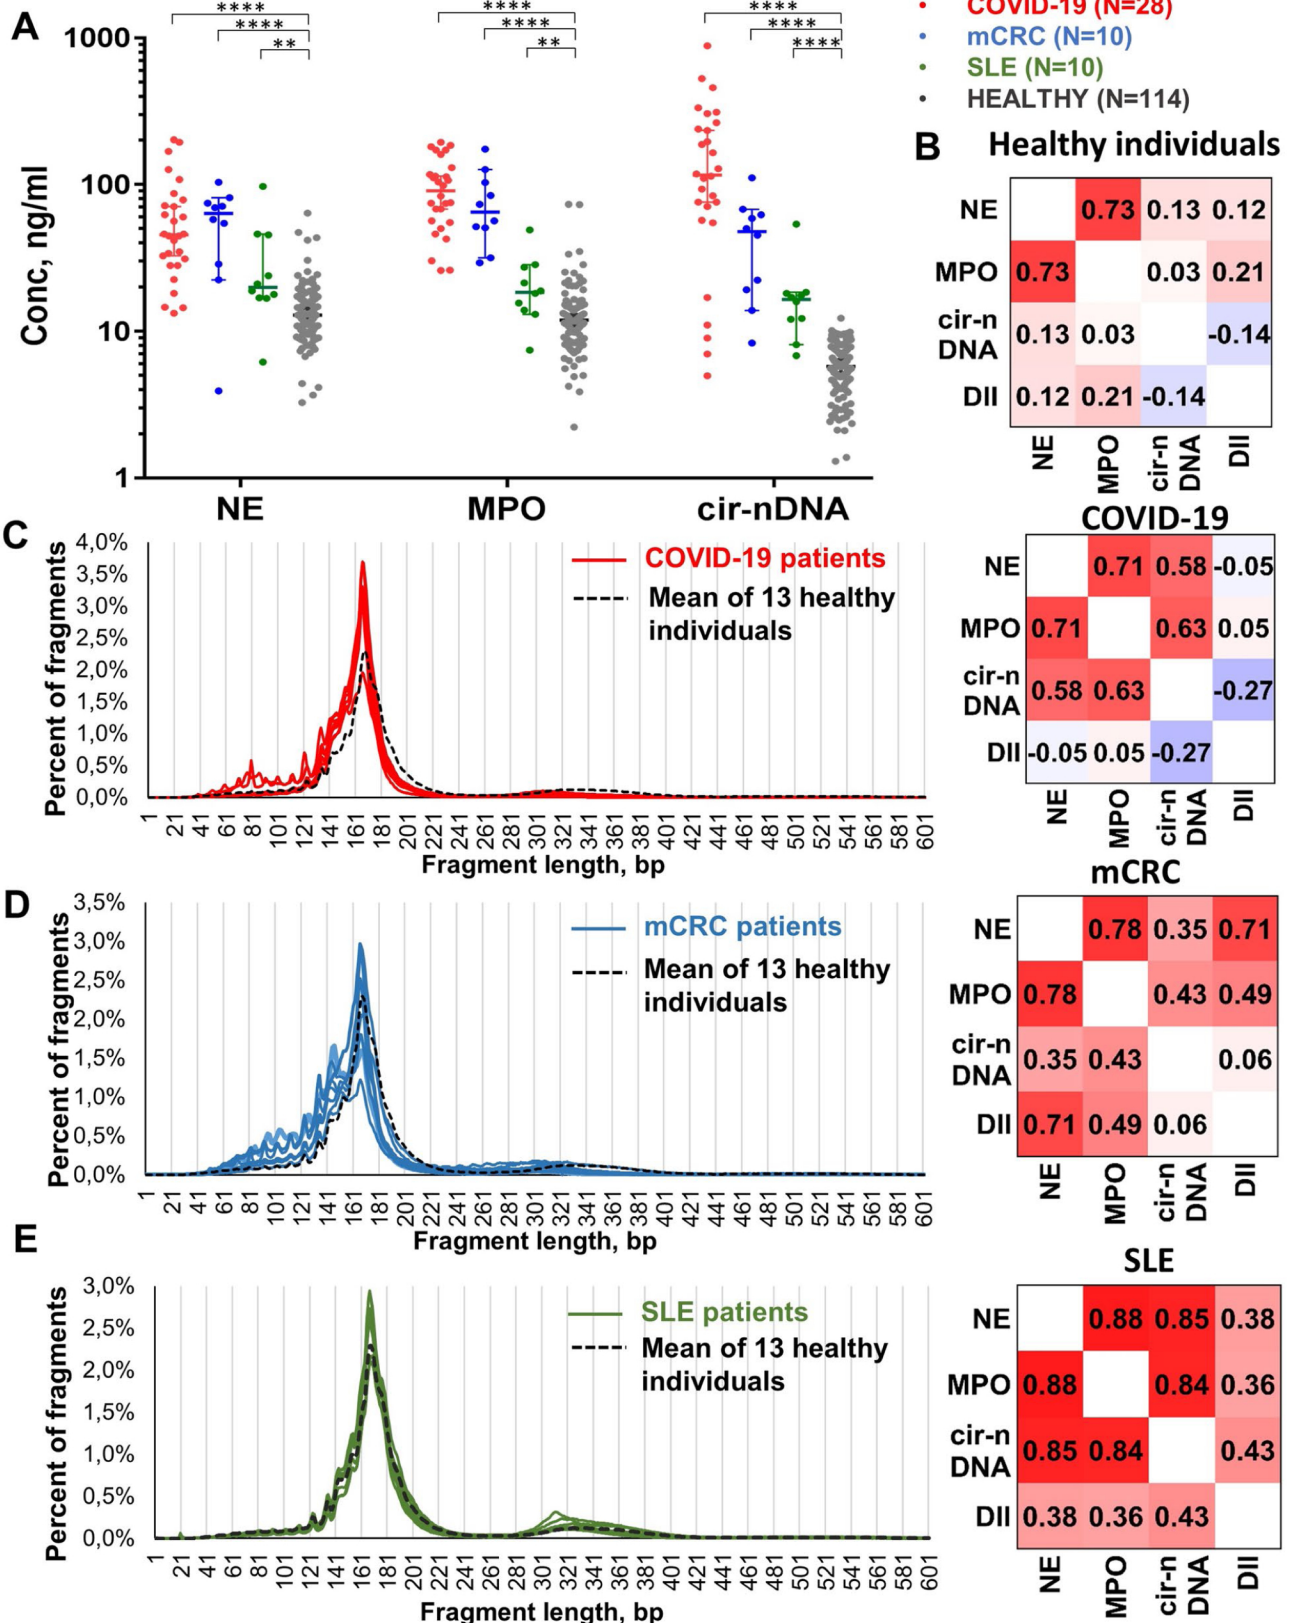 A
**** **** **
**** **** **
**** **** ****
1000
100
10
1
Conc, ng/ml
NE MPO cir-nDNA
• COVID-19 (N=28)
• mCRC (N=10)
• SLE (N=10)
• HEALTHY (N=114)
B Healthy individuals
NE 0.73 0.13 0.12
MPO 0.73 0.03 0.21
cir-n
DNA 0.13 0.03 -0.14
DII 0.12 0.21 -0.14
NE MPO cir-n DNA DII
C
4,0%
3,5%
3,0%
2,5%
2,0%
1,5%
1,0%
0,5%
0,0%
Percent of fragments
COVID-19 patients
Mean of 13 healthy
individuals
1 21 41 61 81 101 121 141 161 181 201 221 241 261 281 301 321 341 361 381 401 421 441 461 481 501 521 541 561 581 601
Fragment length, bp
COVID-19
NE 0.71 0.58 -0.05
MPO 0.71 0.63 0.05
cir-n
DNA 0.58 0.63 -0.27
DII -0.05 0.05 -0.27
NE MPO cir-n DNA DII
D
3,5%
3,0%
2,5%
2,0%
1,5%
1,0%
0,5%
0,0%
Percent of fragments
mCRC patients
Mean of 13 healthy
individuals
1 21 41 61 81 101 121 141 161 181 201 221 241 261 281 301 321 341 361 381 401 421 441 461 481 501 521 541 561 581 601
Fragment length, bp
mCRC
NE 0.78 0.35 0.71
MPO 0.78 0.43 0.49
cir-n
DNA 0.35 0.43 0.06
DII 0.71 0.49 0.06
NE MPO cir-n DNA DII
E
3,0%
2,5%
2,0%
1,5%
1,0%
0,5%
0,0%
Percent of fragments
SLE patients
Mean of 13 healthy
individuals
1 21 41 61 81 101 121 141 161 181 201 221 241 261 281 301 321 341 361 381 401 421 441 461 481 501 521 541 561 581 601
Fragment length, bp
SLE
NE 0.88 0.85 0.38
MPO 0.88 0.84 0.36
cir-n
DNA 0.85 0.84 0.43
DII 0.38 0.36 0.43
NE MPO cir-n DNA DII